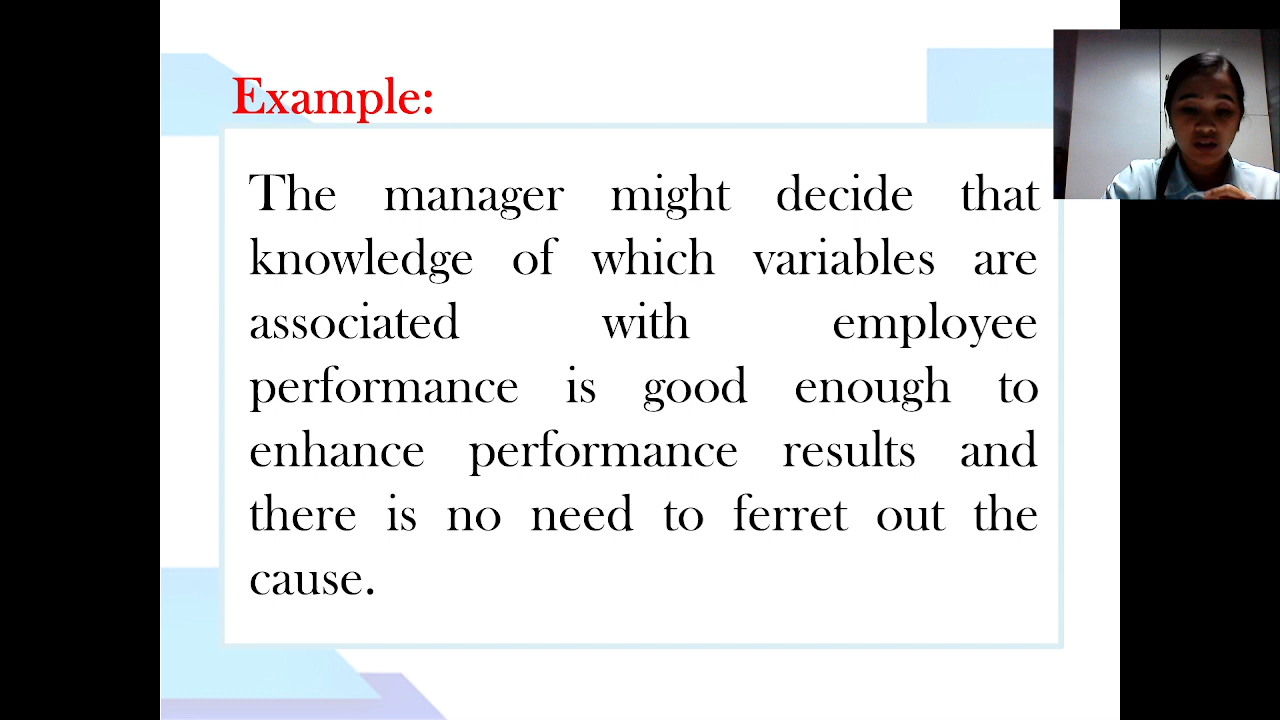 Example:
The manager might decide that
knowledge of which variables are
associated with employee
performance is good enough to
enhance performance results and
there is no need to ferret out the
cause.